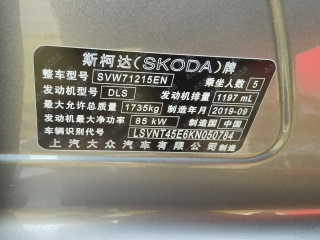 斯柯达(SKODA)牌
整车型号 SVW71215EN 乘坐人数 5
发动机型号 DLS 发动机排量 1197 mL
最大允许总质量 1735kg 制造年月 2019-09
发动机最大净功率 85 kW 制造国 中国
车辆识别代号 LSVNT45E6KN050784
上汽大众汽车有限公司 制造